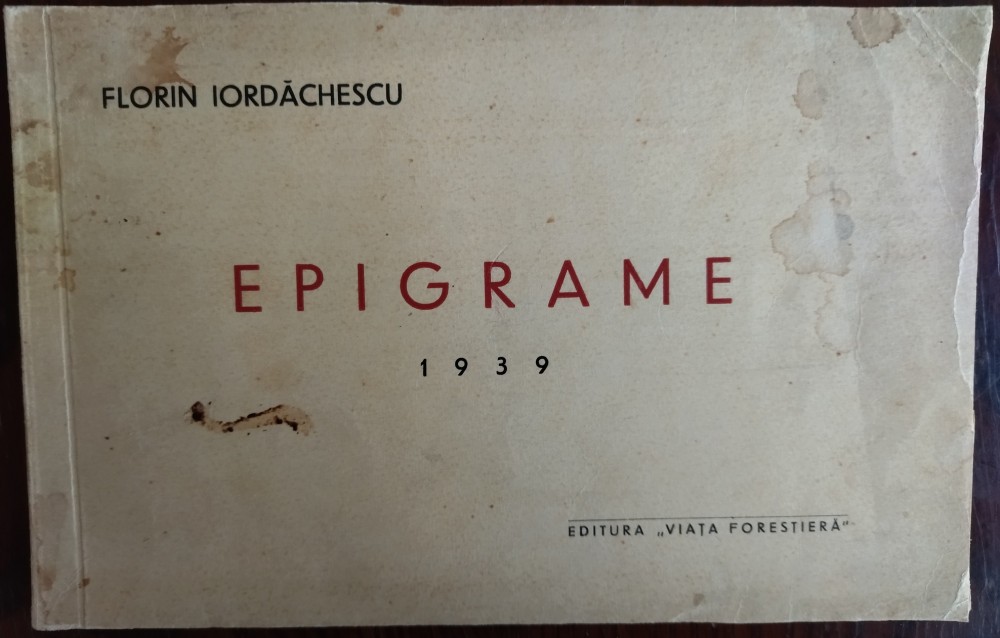 FLORIN IORDĂCHESCU
EPIGRAME
1939
EDITURA „VIAȚA FORESTIERĂ“